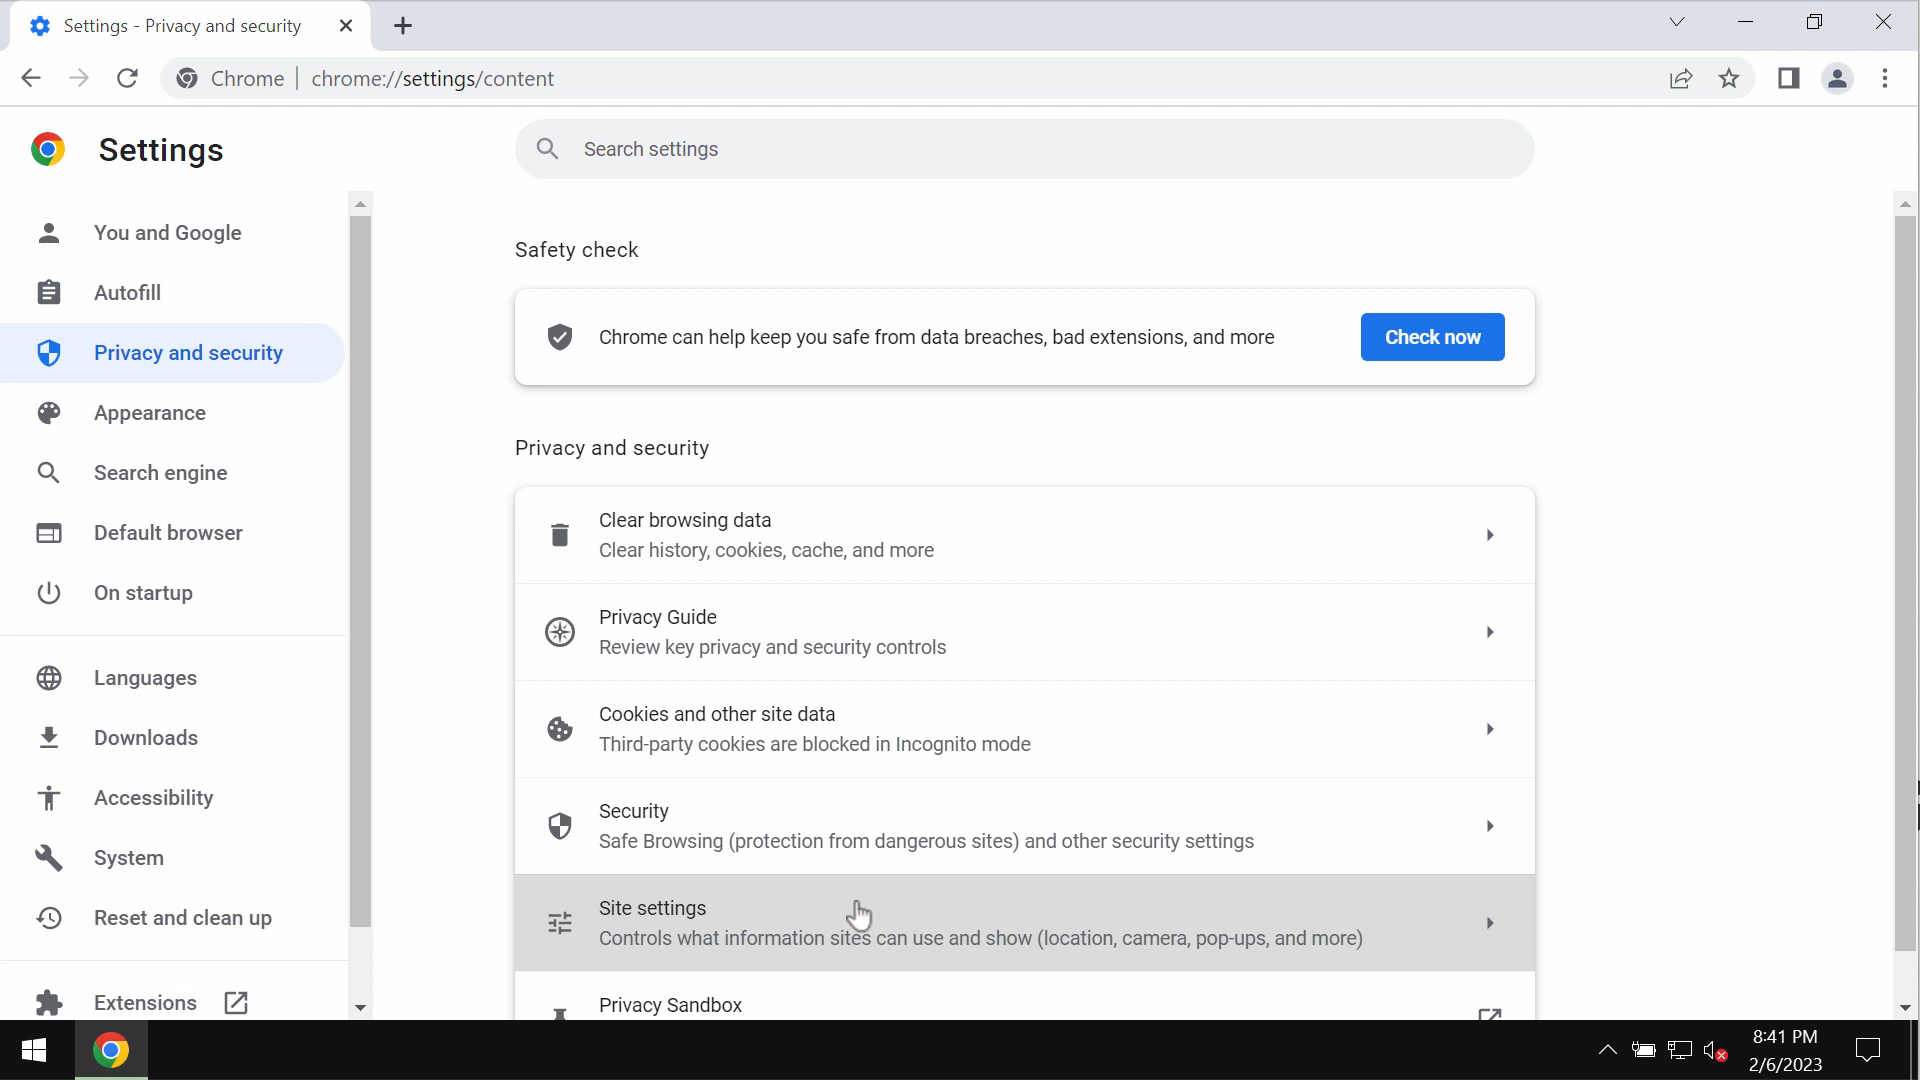 Settings - Privacy and security
Chrome
chrome://settings/content
Settings
Search settings
You and Google
Autofill
Privacy and security
Appearance
Search engine
Default browser
On startup
Languages
Downloads
Accessibility
System
Reset and clean up
Extensions
Safety check
Chrome can help keep you safe from data breaches, bad extensions, and more
Check now
Privacy and security
Clear browsing data
Clear history, cookies, cache, and more
Privacy Guide
Review key privacy and security controls
Cookies and other site data
Third-party cookies are blocked in Incognito mode
Security
Safe Browsing (protection from dangerous sites) and other security settings
Site settings
Controls what information sites can use and show (location, camera, pop-ups, and more)
Privacy Sandbox
8:41 PM
2/6/2023